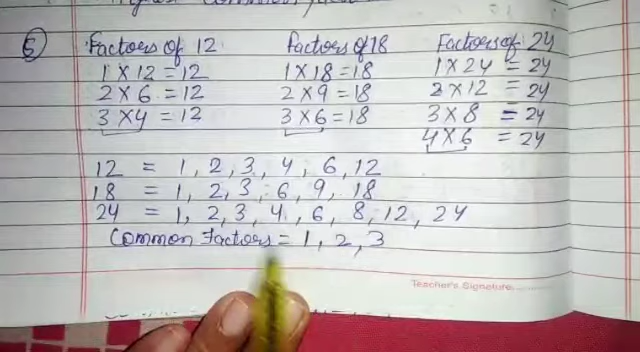 Highest Common
5 Factors of 12 Factors of 18 Factors of 24
1 X 12 = 12 1 X 18 = 18 1 X 24 = 24
2 X 6 = 12 2 X 9 = 18 2 X 12 = 24
3 X 4 = 12 3 X 6 = 18 3 X 8 = 24
4 X 6 = 24
12 = 1, 2, 3, 4, 6, 12
18 = 1, 2, 3, 6, 9, 18
24 = 1, 2, 3, 4, 6, 8, 12, 24
Common Factors = 1, 2, 3
Teacher's Signature